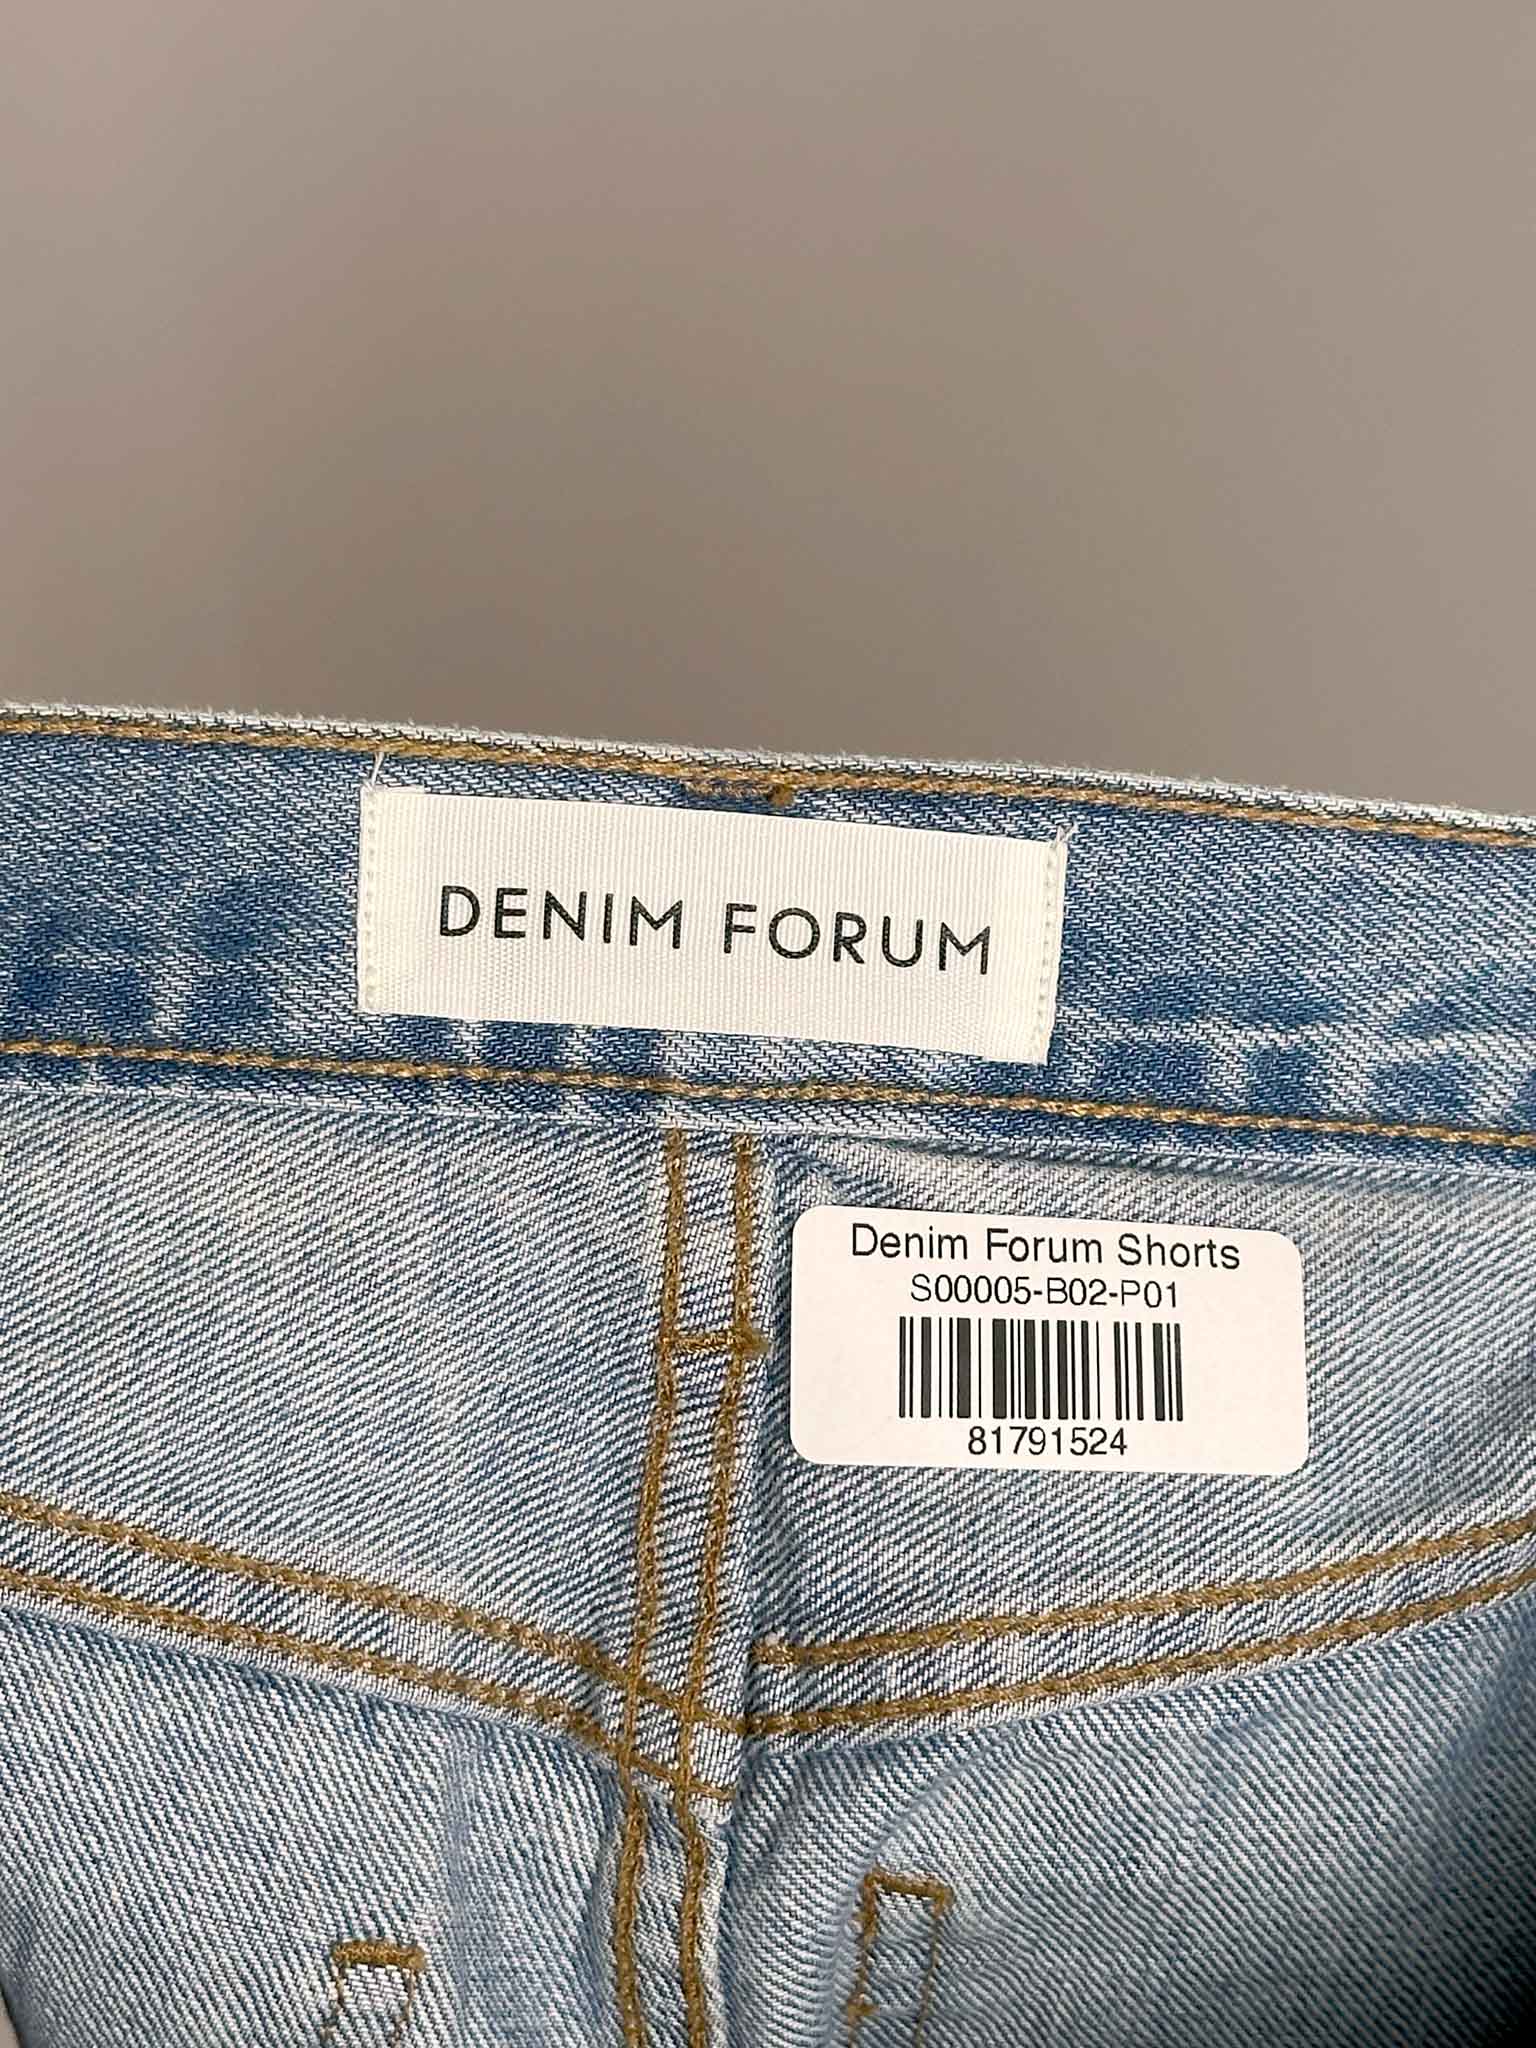 DENIM FORUM
Denim Forum Shorts
S00005-B02-P01
81791524